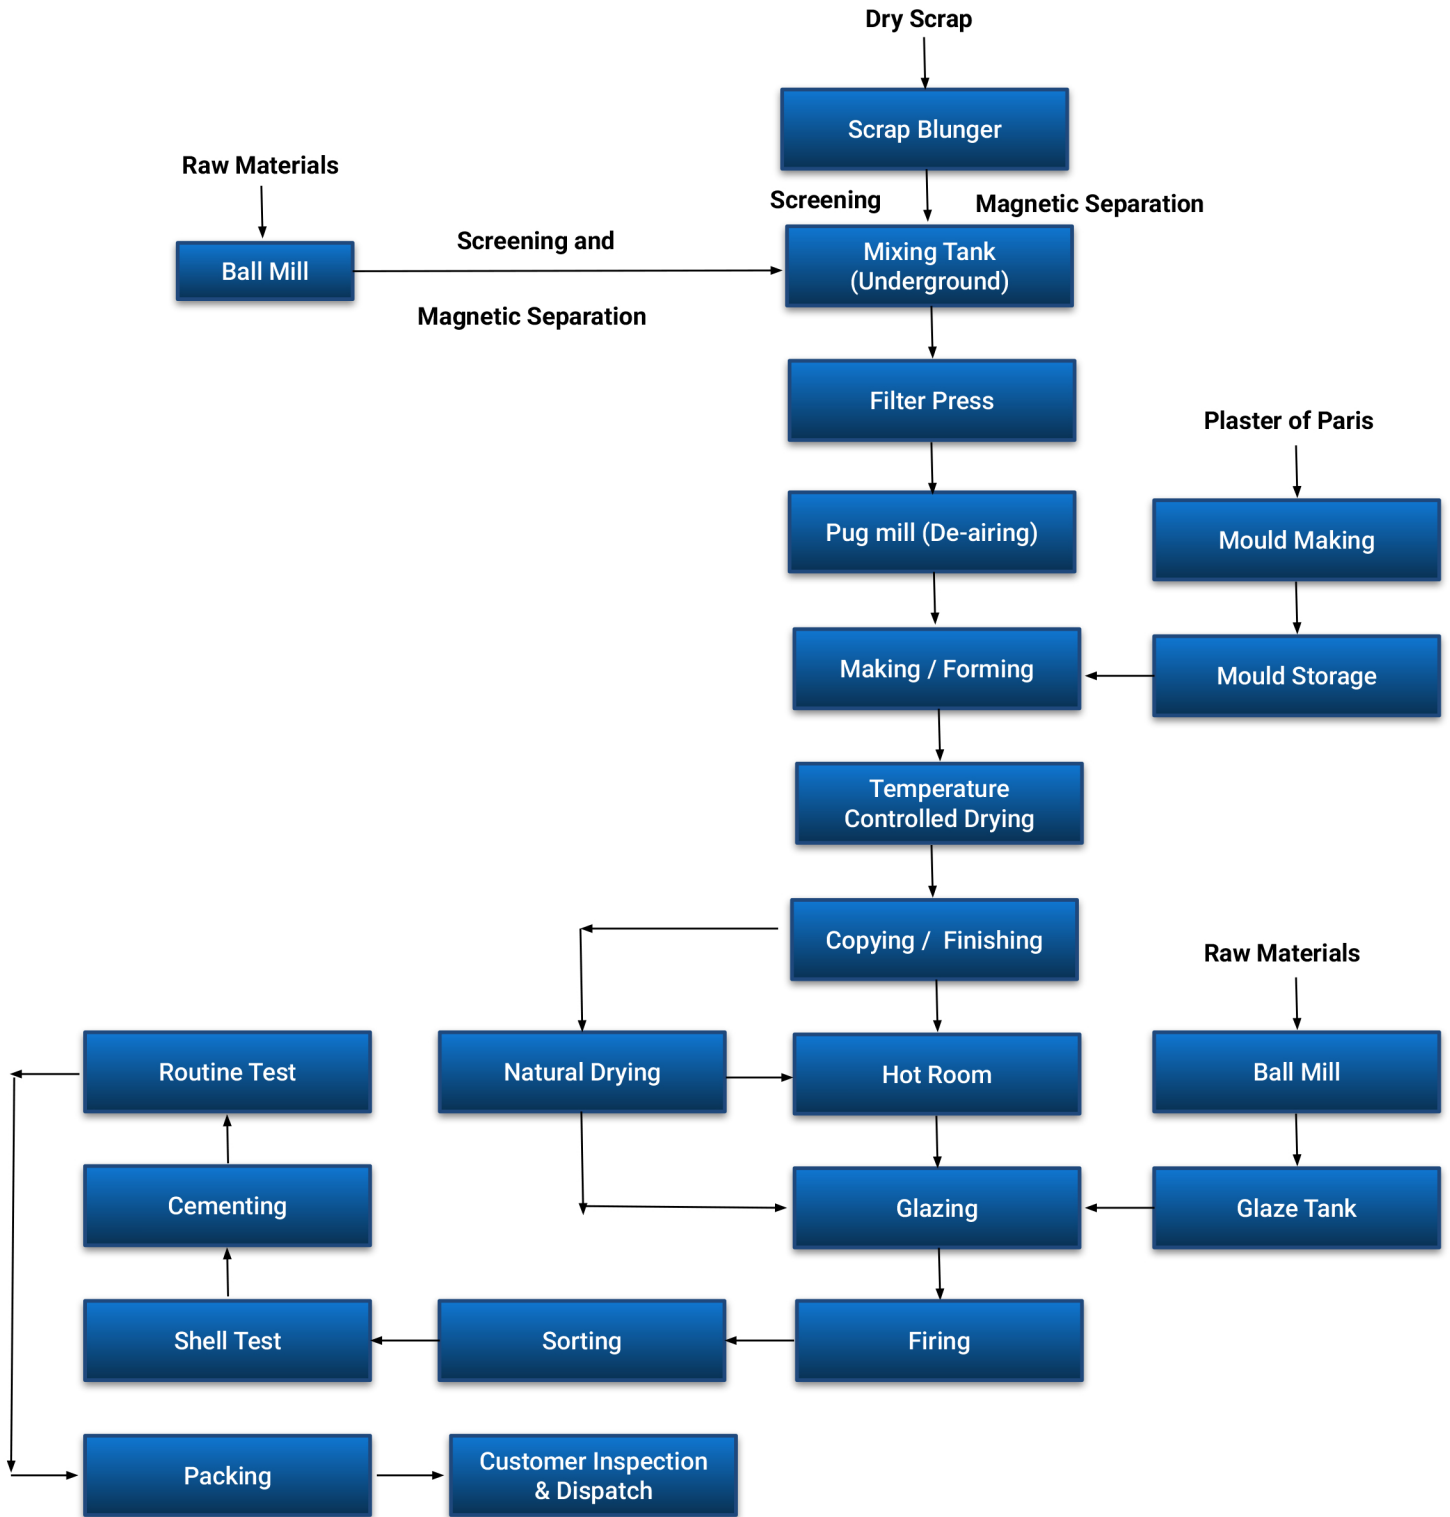 Dry Scrap
Scrap Blunger
Raw Materials
Screening
Magnetic Separation
Screening and
Ball Mill
Mixing Tank
(Underground)
Magnetic Separation
Filter Press
Plaster of Paris
Pug mill (De-airing)
Mould Making
Making / Forming
Mould Storage
Temperature
Controlled Drying
Copying /  Finishing
Raw Materials
Routine Test
Natural Drying
Hot Room
Ball Mill
Cementing
Glazing
Glaze Tank
Shell Test
Sorting
Firing
Packing
Customer Inspection
& Dispatch